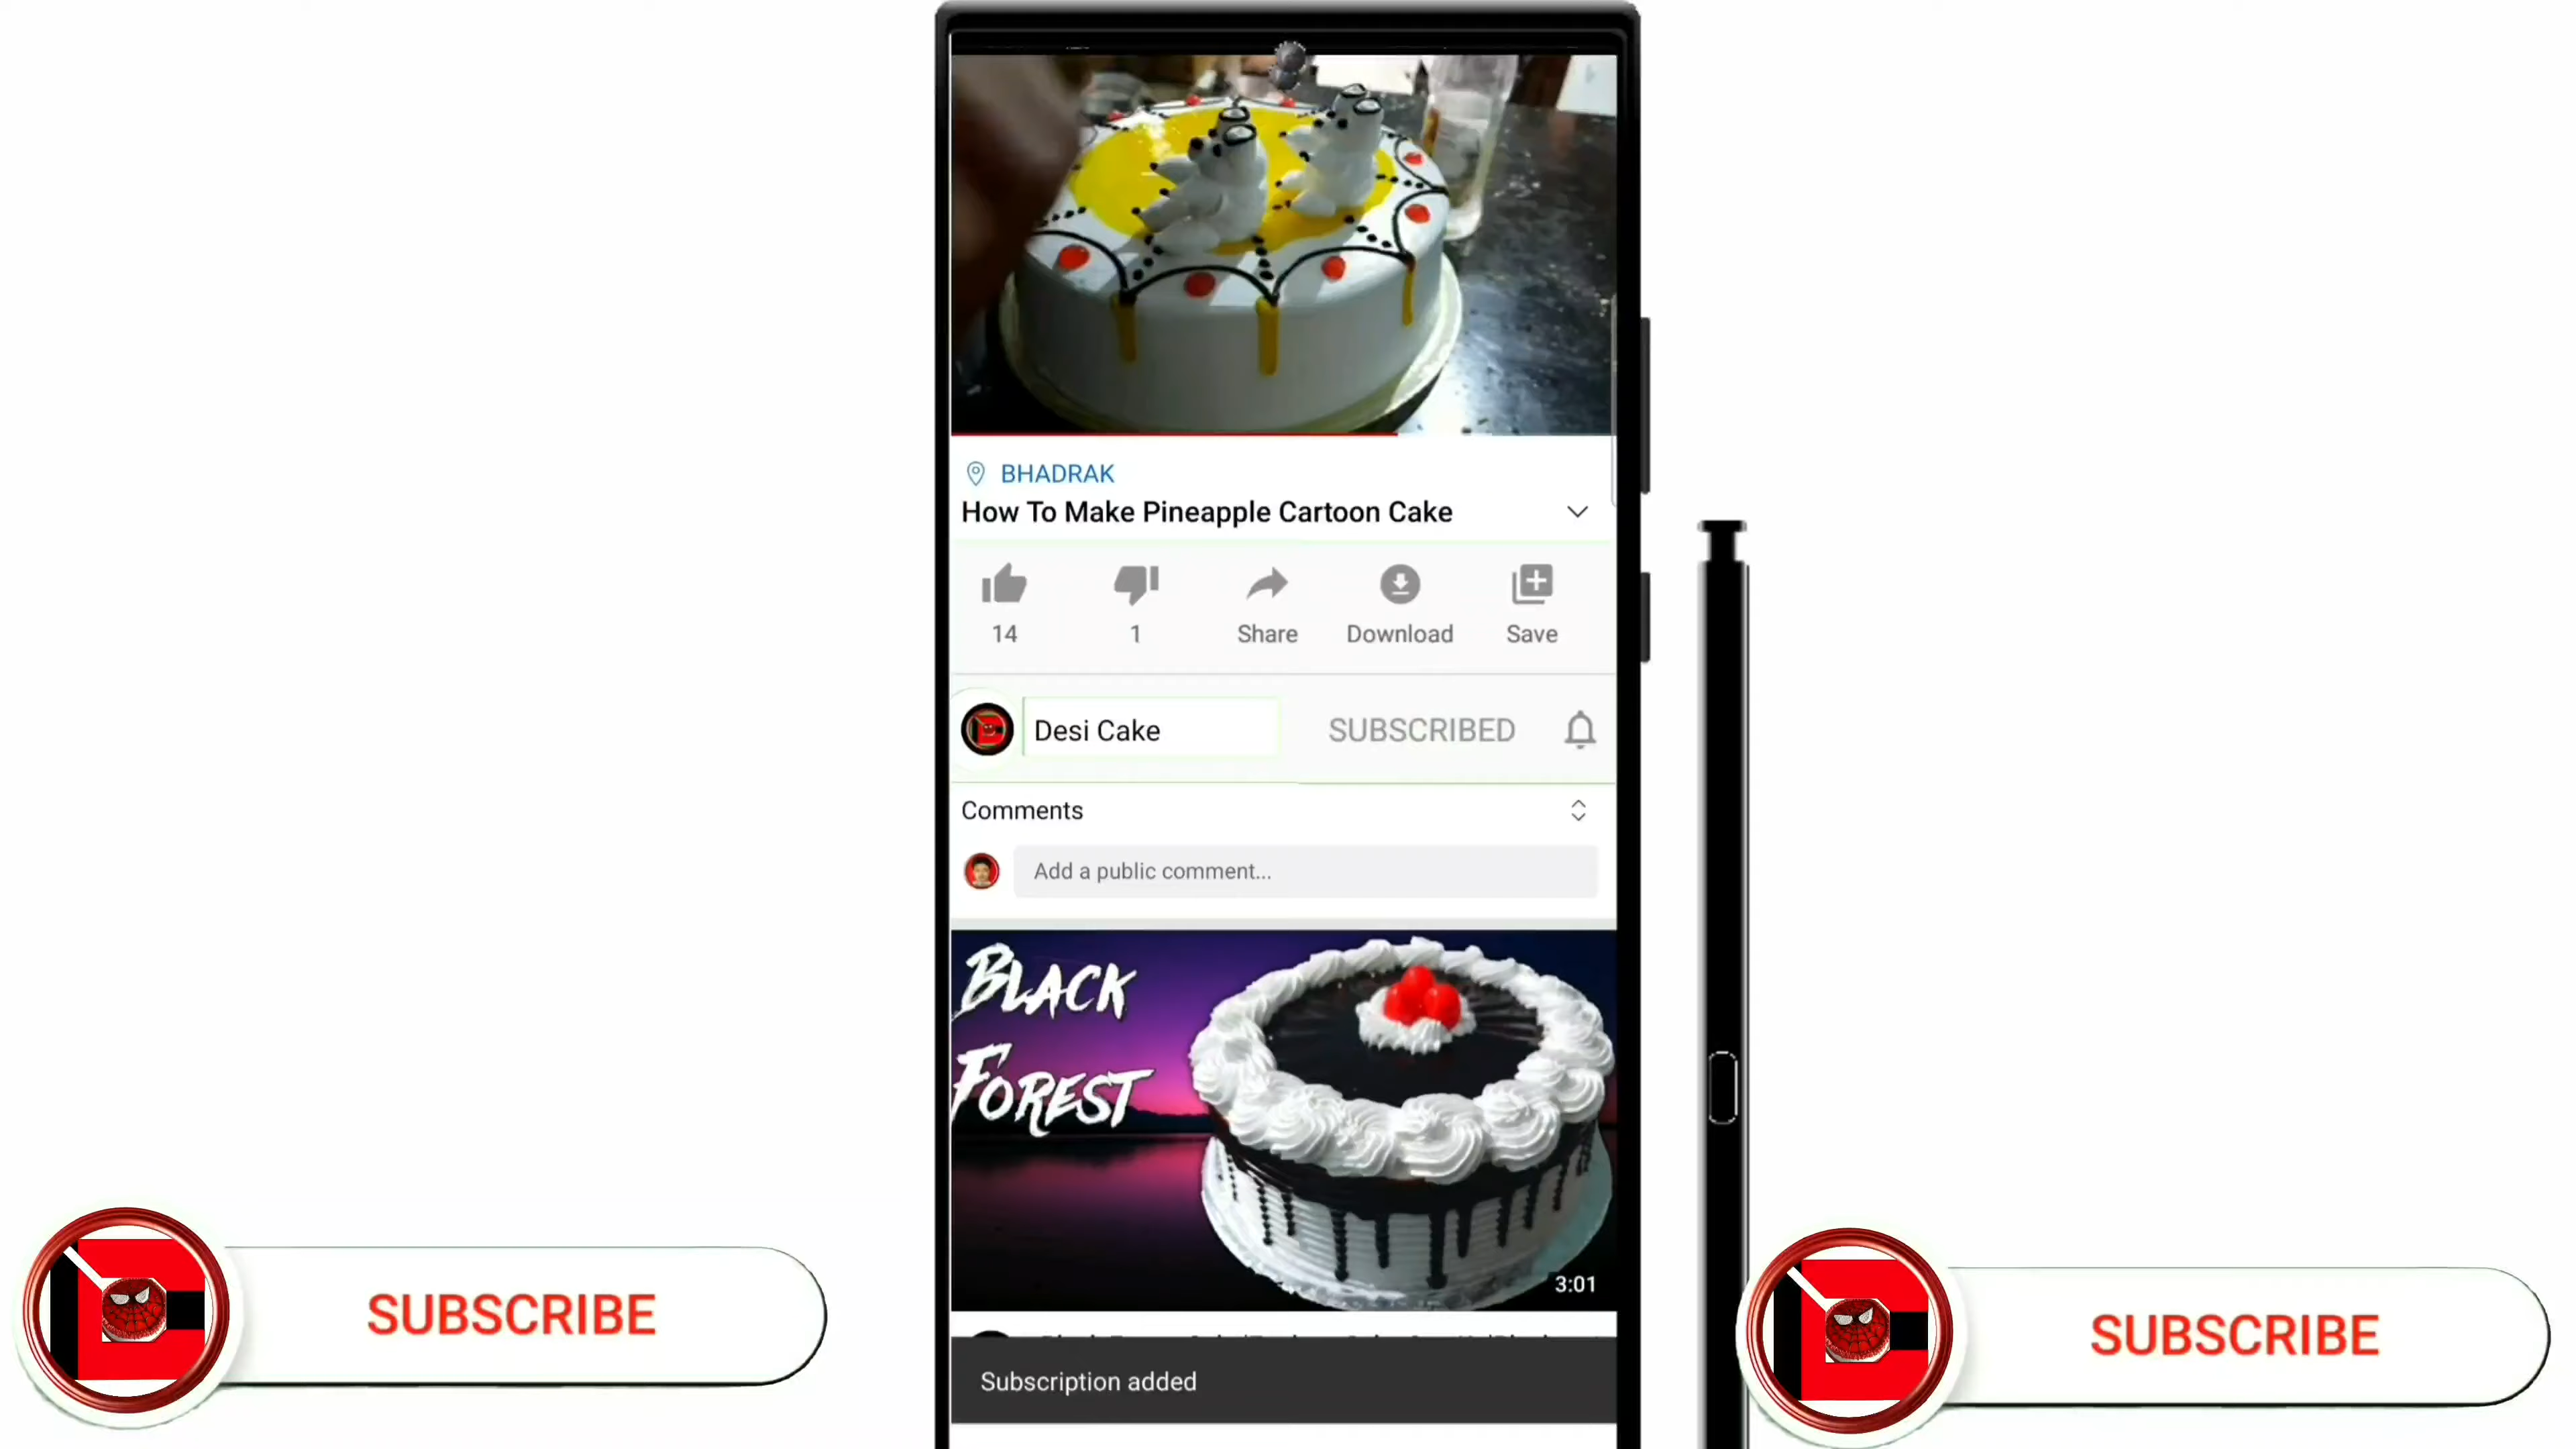 BHADRAK
How To Make Pineapple Cartoon Cake
14
1
Share
Download
Save
Desi Cake
SUBSCRIBED
Comments
Add a public comment...
BLACK
FOREST
3:01
Subscription added
SUBSCRIBE
SUBSCRIBE